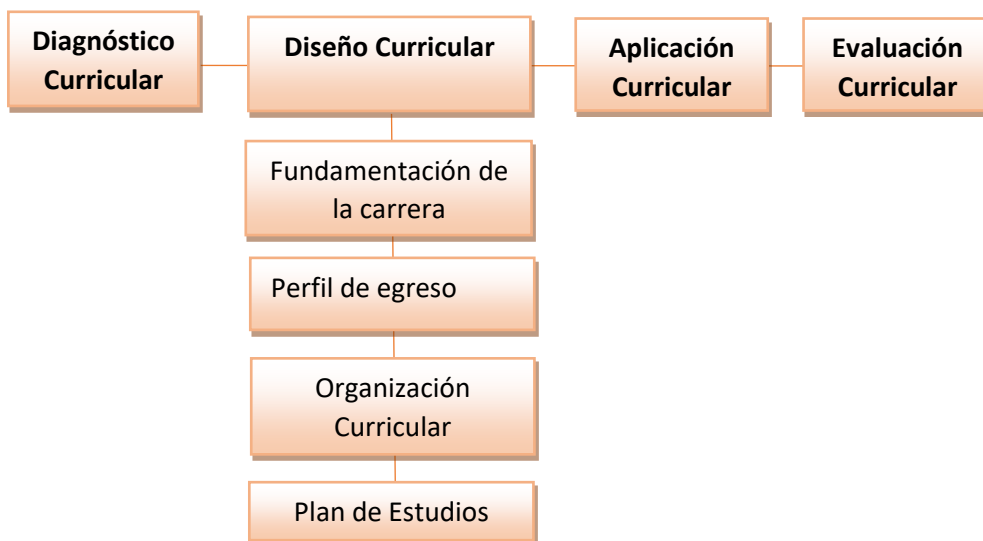 Diagnóstico
Curricular
Diseño Curricular
Aplicación
Curricular
Evaluación
Curricular
Fundamentación de
la carrera
Perfil de egreso
Organización
Curricular
Plan de Estudios